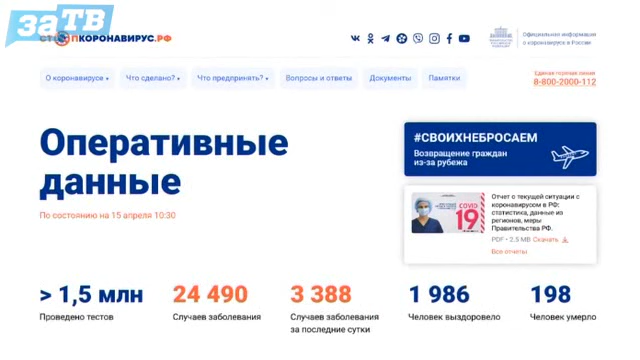 заТВ
СТОПКОРОНАВИРУС.РФ
Официальная информация
о коронавирусе в России
О коронавирусе
Что сделано?
Что предпринять?
Вопросы и ответы
Документы
Памятки
Единая горячая линия
8-800-2000-112
Оперативные
данные
По состоянию на 15 апреля 10:30
#СВОИХНЕБРОСАЕМ
Возвращение граждан
из-за рубежа
COVID
19
Отчет о текущей ситуации с
коронавирусом в РФ:
статистика, данные из
регионов, меры
Правительства РФ.
PDF • 2,5 MB Скачать
Все отчеты
> 1,5 млн
Проведено тестов
24 490
Случаев заболевания
3 388
Случаев заболевания
за последние сутки
1 986
Человек выздоровело
198
Человек умерло